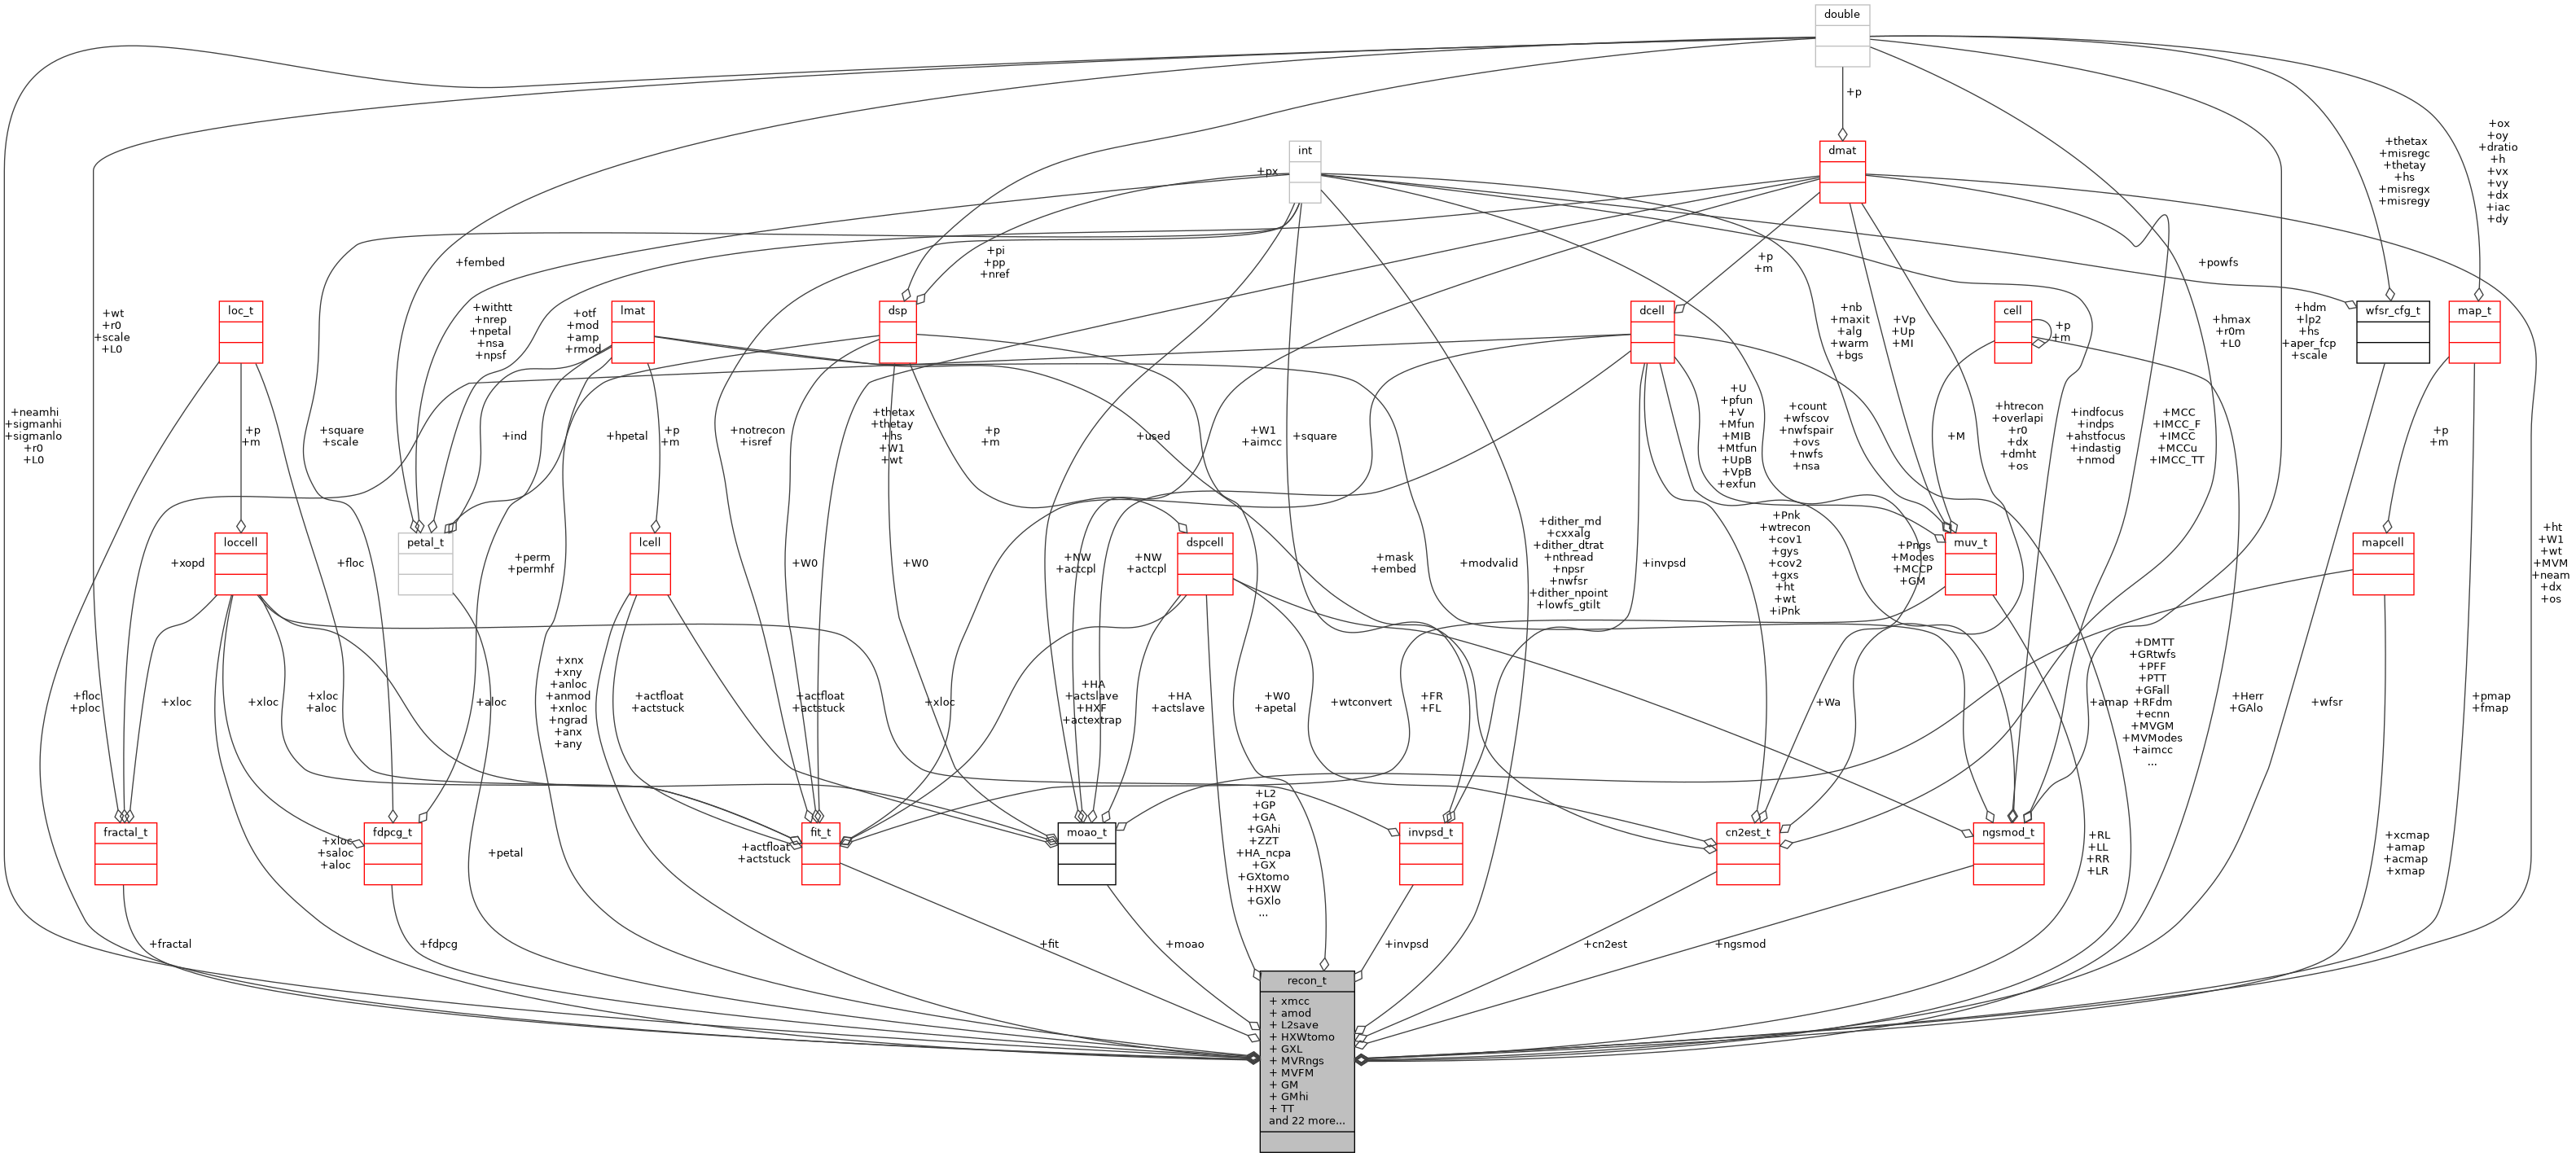 double
+p
int
dmat
+ox
+oy
+dratio
+h
+vx
+vy
+dx
+iac
+dy
+thetax
+misregc
+thetay
+hs
+misregx
+misregy
+px
+fembed
+pi
+pp
+nref
+p
+m
+powfs
loc_t
lmat
dsp
dcell
cell
wfsr_cfg_t
map_t
+wt
+r0
+scale
+L0
+withtt
+nrep
+npetal
+nsa
+npsf
+otf
+mod
+amp
+rmod
+nb
+maxit
+alg
+warm
+bgs
+Vp
+Up
+MI
+p
+m
+hmax
+r0m
+L0
+hdm
+lp2
+hs
+aper_fcp
+scale
+neamhi
+sigmanhi
+sigmanlo
+r0
+L0
+p
+m
+square
+scale
+ind
+hpetal
+p
+m
+notrecon
+isref
+thetax
+thetay
+hs
+W1
+wt
+p
+m
+used
+W1
+aimcc
+square
+U
+pfun
+V
+Mfun
+MIB
+Mtfun
+UpB
+VpB
+exfun
+count
+wfscov
+nwfspair
+ovs
+nwfs
+nsa
+M
+htrecon
+overlapi
+r0
+dx
+dmht
+os
+indfocus
+indps
+ahstfocus
+indastig
+nmod
+MCC
+IMCC_F
+IMCC
+MCCu
+IMCC_TT
+p
+m
loccell
petal_t
lcell
dspcell
muv_t
mapcell
+xopd
+floc
+perm
+permhf
+W0
+W0
+NW
+actcpl
+NW
+actcpl
+mask
+embed
+modvalid
+dither_md
+cxxalg
+dither_dtrat
+nthread
+npsr
+nwfsr
+dither_npoint
+lowfs_gtilt
+invpsd
+Pnk
+wtrecon
+cov1
+gys
+cov2
+gxs
+ht
+wt
+iPnk
+Pngs
+Modes
+MCCP
+GM
+ht
+W1
+wt
+MVM
+neam
+dx
+os
+floc
+ploc
+xloc
+xloc
+xloc
+aloc
+aloc
+xnx
+xny
+anloc
+anmod
+xnloc
+ngrad
+anx
+any
+actfloat
+actstuck
+actfloat
+actstuck
+xloc
+HA
+actslave
+HXF
+actextrap
+HA
+actslave
+W0
+apetal
+wtconvert
+FR
+FL
+Wa
+amap
+DMTT
+GRtwfs
+PFF
+PTT
+GFall
+RFdm
+ecnn
+MVGM
+MVModes
+aimcc
...
+Herr
+GAlo
+wfsr
+pmap
+fmap
fractal_t
fdpcg_t
fit_t
moao_t
invpsd_t
cn2est_t
ngsmod_t
+xloc
+saloc
+aloc
+petal
+actfloat
+actstuck
+L2
+GP
+GA
+GAhi
+ZZT
+HA_ncpa
+GX
+GXtomo
+HXW
+GXlo
...
+RL
+LL
+RR
+LR
+xcmap
+amap
+acmap
+xmap
+fractal
+fdpcg
+fit
+moao
+invpsd
+cn2est
+ngsmod
recon_t
+ xmcc
+ amod
+ L2save
+ HXWtomo
+ GXL
+ MVRngs
+ MVFM
+ GM
+ GMhi
+ TT
and 22 more...